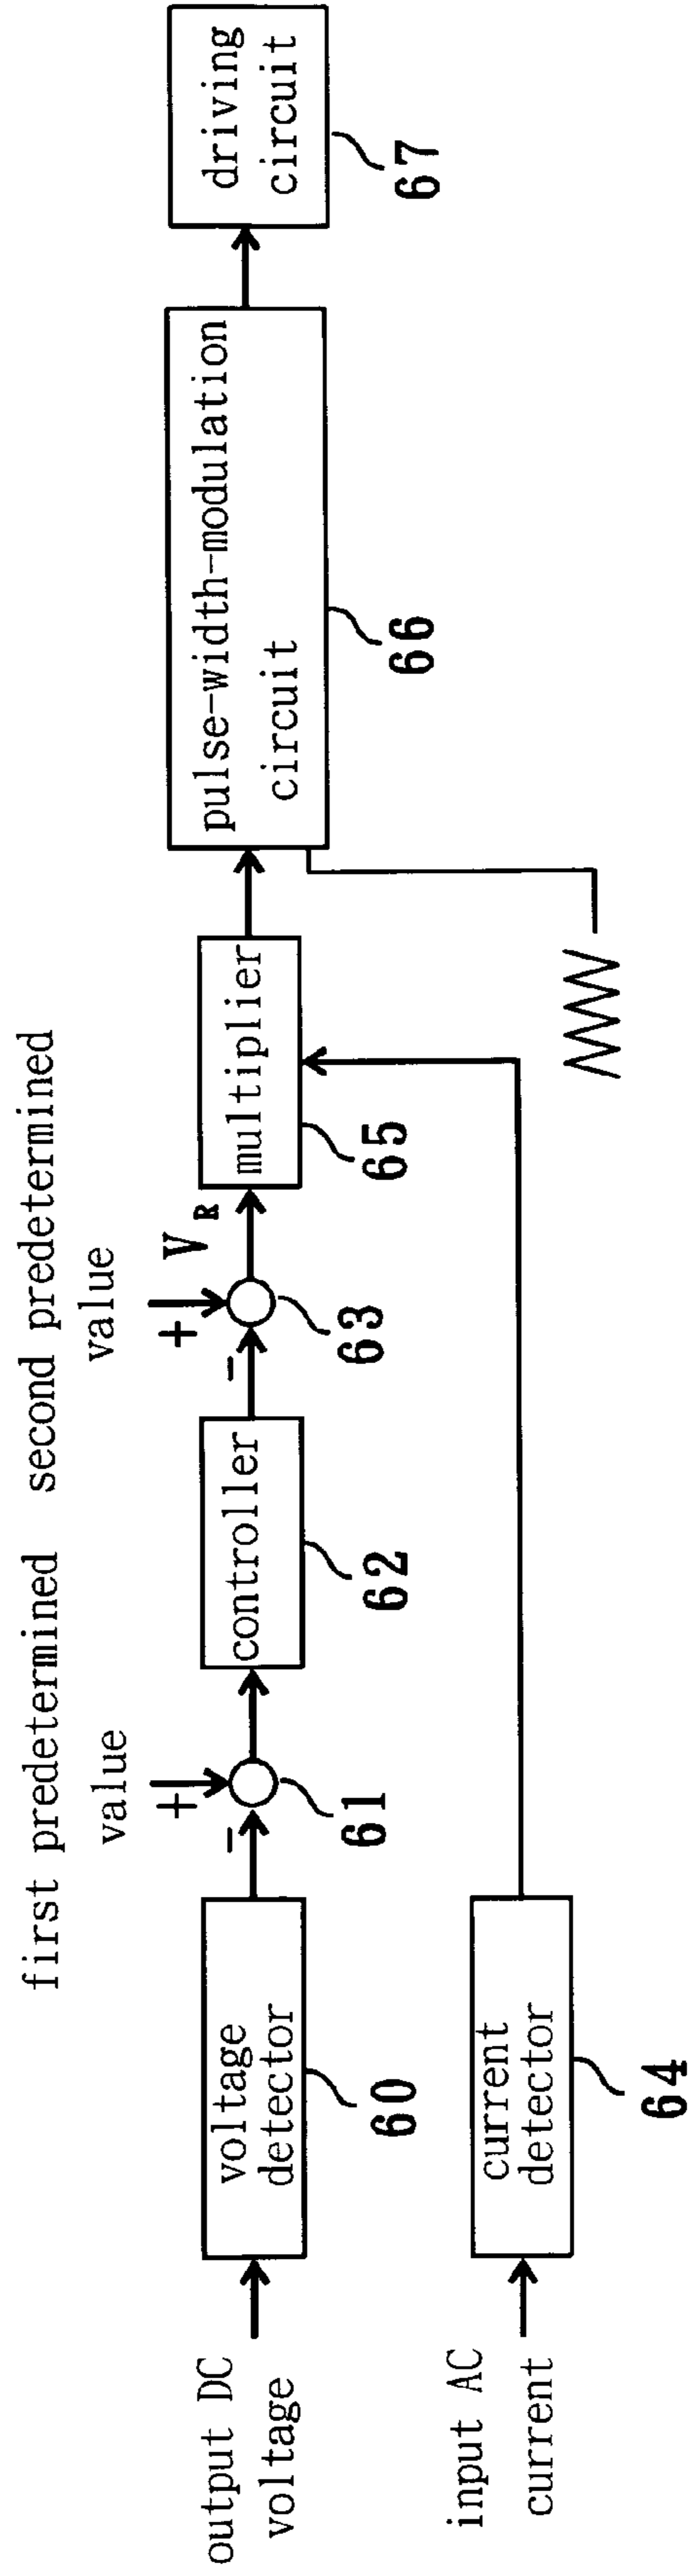 first predetermined
value
second predetermined
value
output DC
voltage
voltage
detector
60
+
−
61
controller
62
+
−
63
V R
multiplier
65
pulse-width-modulation
circuit
66
driving
circuit
67
input AC
current
current
detector
64